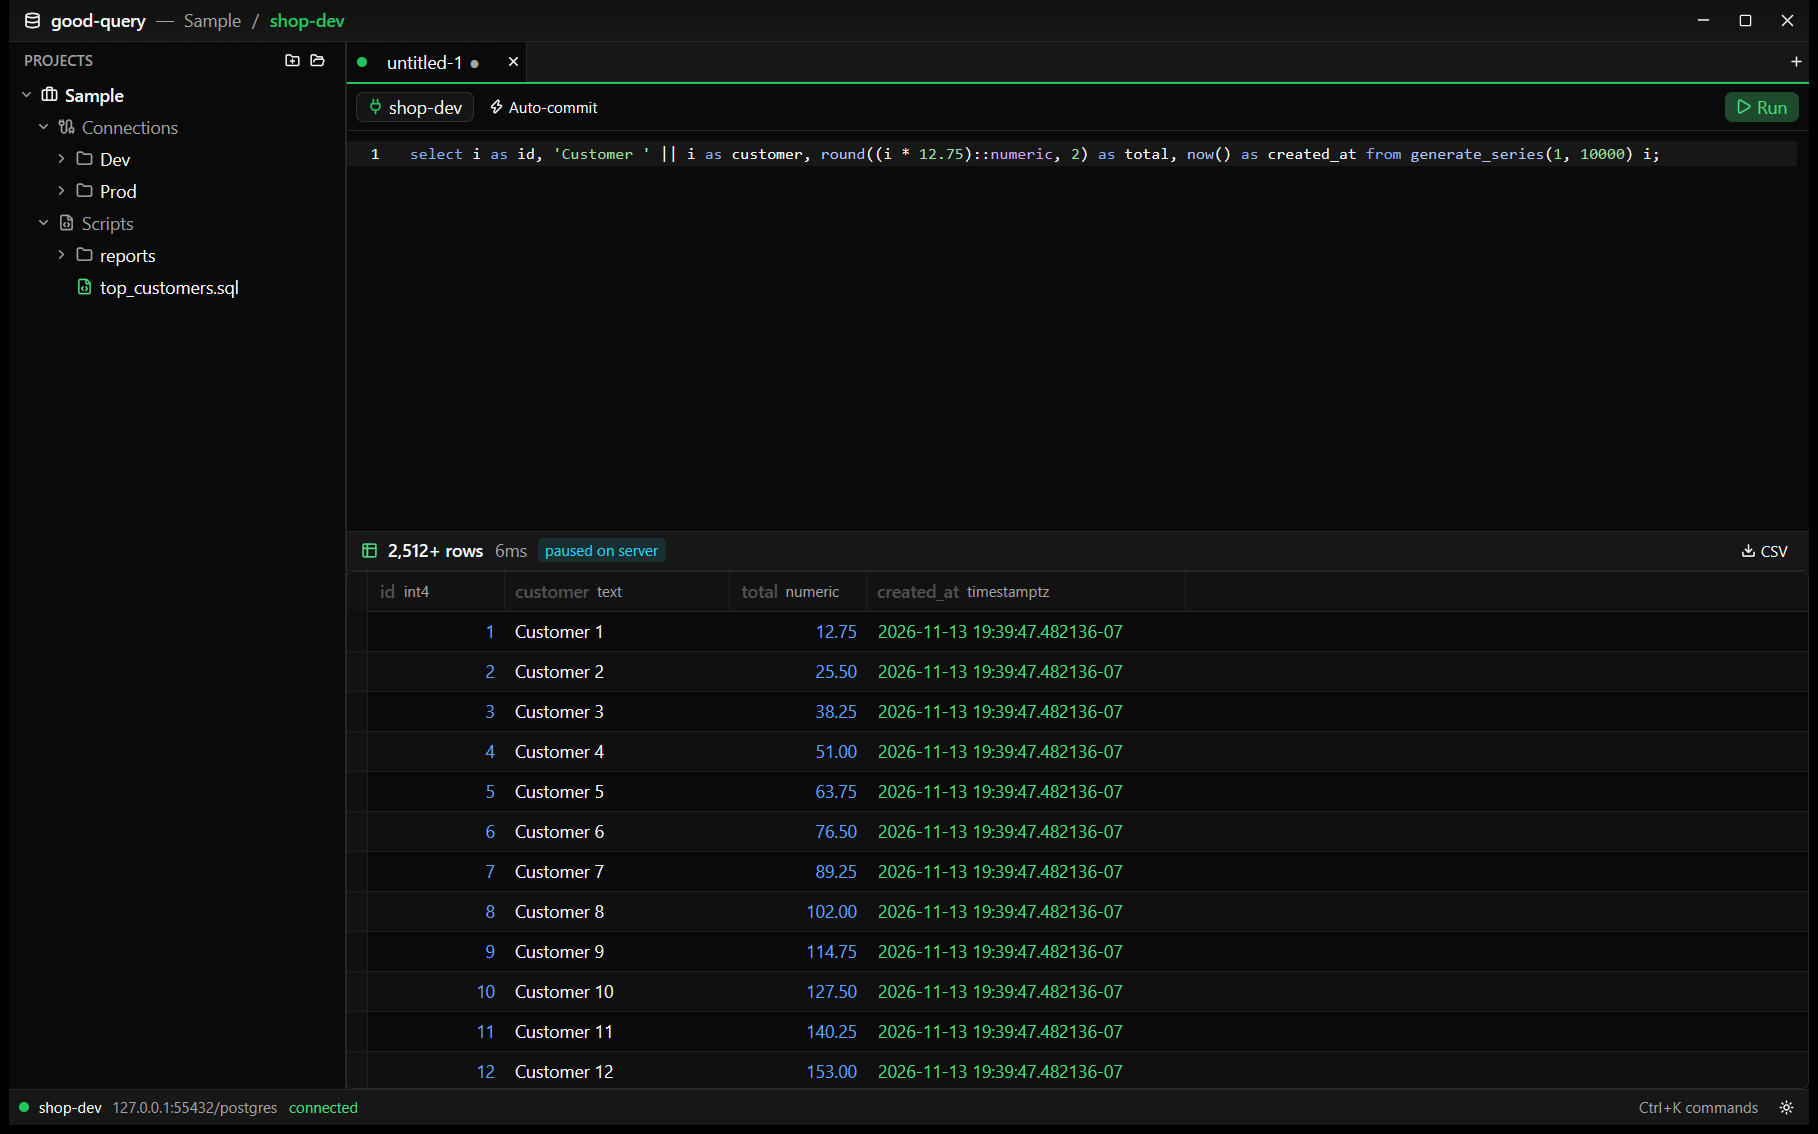 good-query — Sample / shop-dev
PROJECTS
Sample
Connections
Dev
Prod
Scripts
reports
top_customers.sql
untitled-1
shop-dev Auto-commit Run
1 select i as id, 'Customer ' || i as customer, round((i * 12.75)::numeric, 2) as total, now() as created_at from generate_series(1, 10000) i;
2,512+ rows 6ms paused on server CSV
id int4 customer text total numeric created_at timestamptz
1 Customer 1 12.75 2026-11-13 19:39:47.482136-07
2 Customer 2 25.50 2026-11-13 19:39:47.482136-07
3 Customer 3 38.25 2026-11-13 19:39:47.482136-07
4 Customer 4 51.00 2026-11-13 19:39:47.482136-07
5 Customer 5 63.75 2026-11-13 19:39:47.482136-07
6 Customer 6 76.50 2026-11-13 19:39:47.482136-07
7 Customer 7 89.25 2026-11-13 19:39:47.482136-07
8 Customer 8 102.00 2026-11-13 19:39:47.482136-07
9 Customer 9 114.75 2026-11-13 19:39:47.482136-07
10 Customer 10 127.50 2026-11-13 19:39:47.482136-07
11 Customer 11 140.25 2026-11-13 19:39:47.482136-07
12 Customer 12 153.00 2026-11-13 19:39:47.482136-07
shop-dev 127.0.0.1:55432/postgres connected Ctrl+K commands